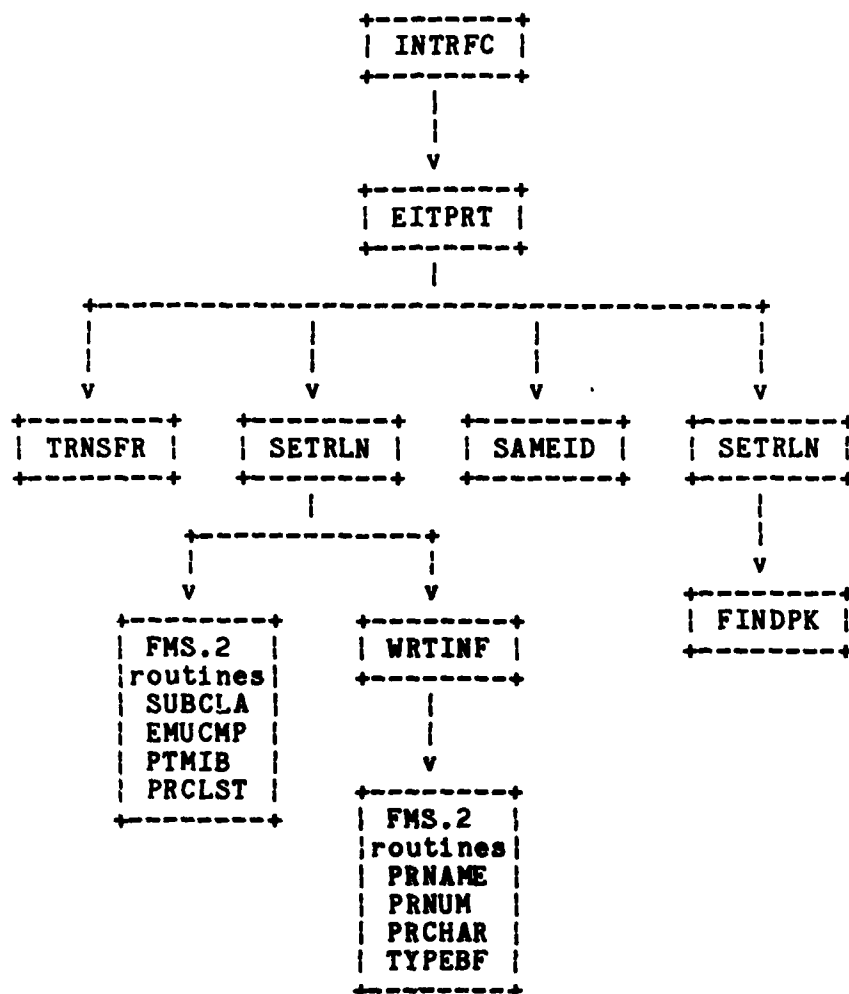 INTRFC
EITPRT
TRNSFR SETRLN SAMEID SETRLN
FMS.2
routines
SUBCLA
EMUCMP
PTMIB
PRCLST
WRTINF
FINDPK
FMS.2
routines
PRNAME
PRNUM
PRCHAR
TYPEBF